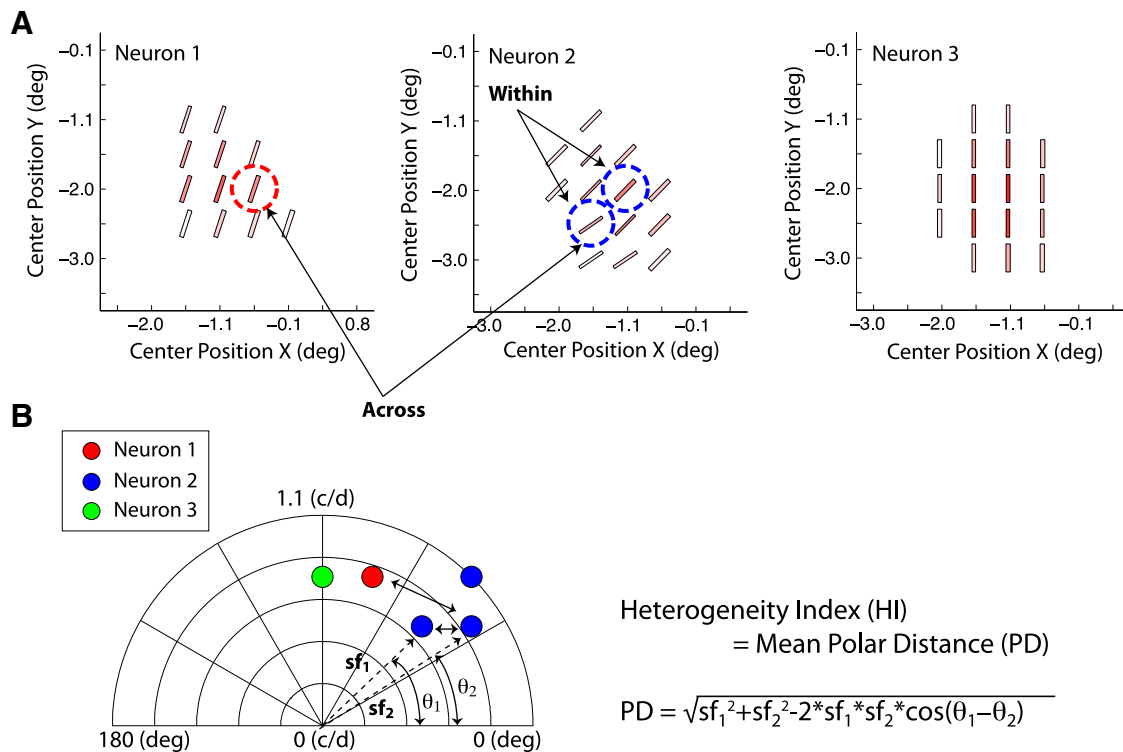 A
Neuron 1
Center Position Y (deg)
−0.1
−1.1
−2.0
−3.0
−2.0 −1.1 −0.1 0.8
Center Position X (deg)
Neuron 2
Within
Center Position Y (deg)
−0.1
−1.1
−2.0
−3.0
−3.0 −2.0 −1.1 −0.1
Center Position X (deg)
Neuron 3
Center Position Y (deg)
−0.1
−1.1
−2.0
−3.0
−3.0 −2.0 −1.1 −0.1
Center Position X (deg)
Across
B
Neuron 1
Neuron 2
Neuron 3
1.1 (c/d)
sf₁
sf₂
θ₁
θ₂
180 (deg) 0 (c/d) 0 (deg)
Heterogeneity Index (HI)
= Mean Polar Distance (PD)
PD = √sf₁²+sf₂²-2*sf₁*sf₂*cos(θ₁−θ₂)